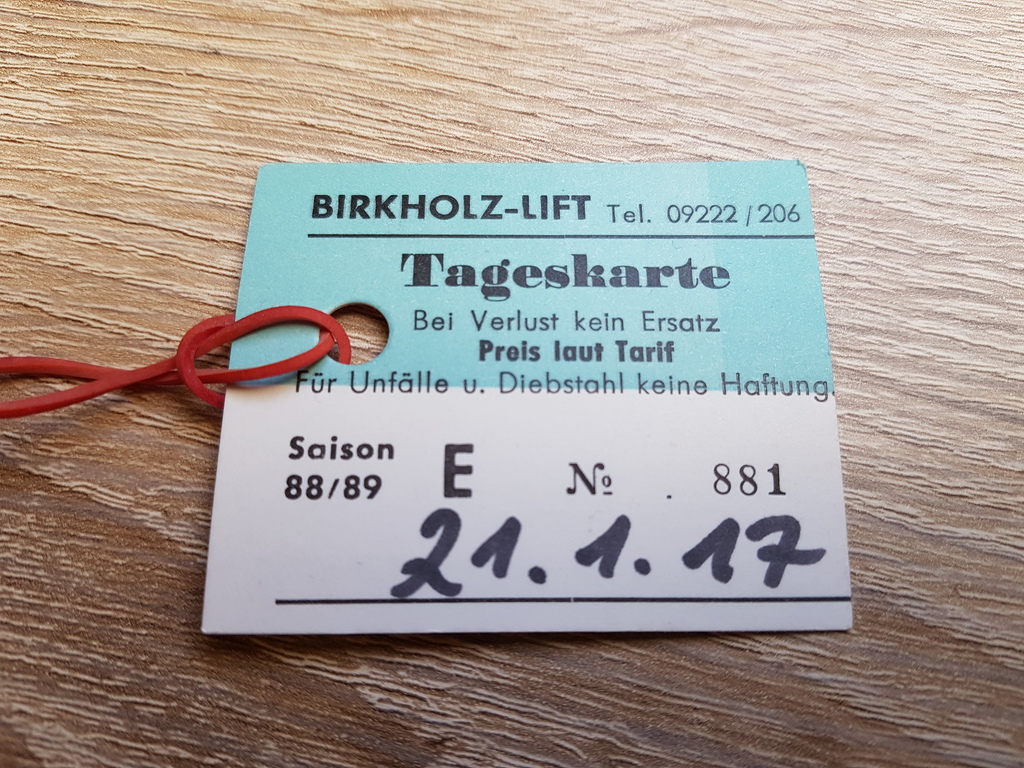 BIRKHOLZ-LIFT Tel. 09222/206
Tageskarte
Bei Verlust kein Ersatz
Preis laut Tarif
Für Unfälle u. Diebstahl keine Haftung.
Saison
88/89 E № . 881
21.1.17